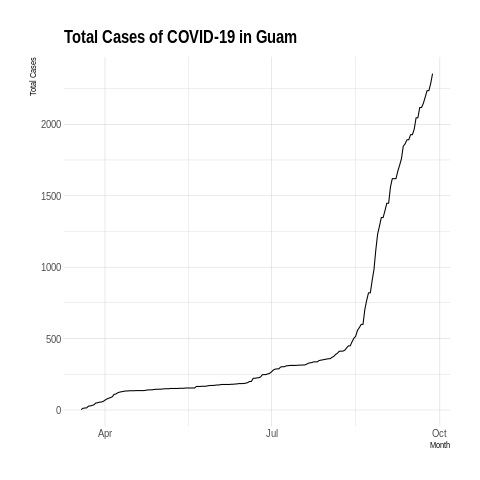 Total Cases of COVID-19 in Guam
Total Cases
2000
1500
1000
500
0
Apr Jul Oct
Month